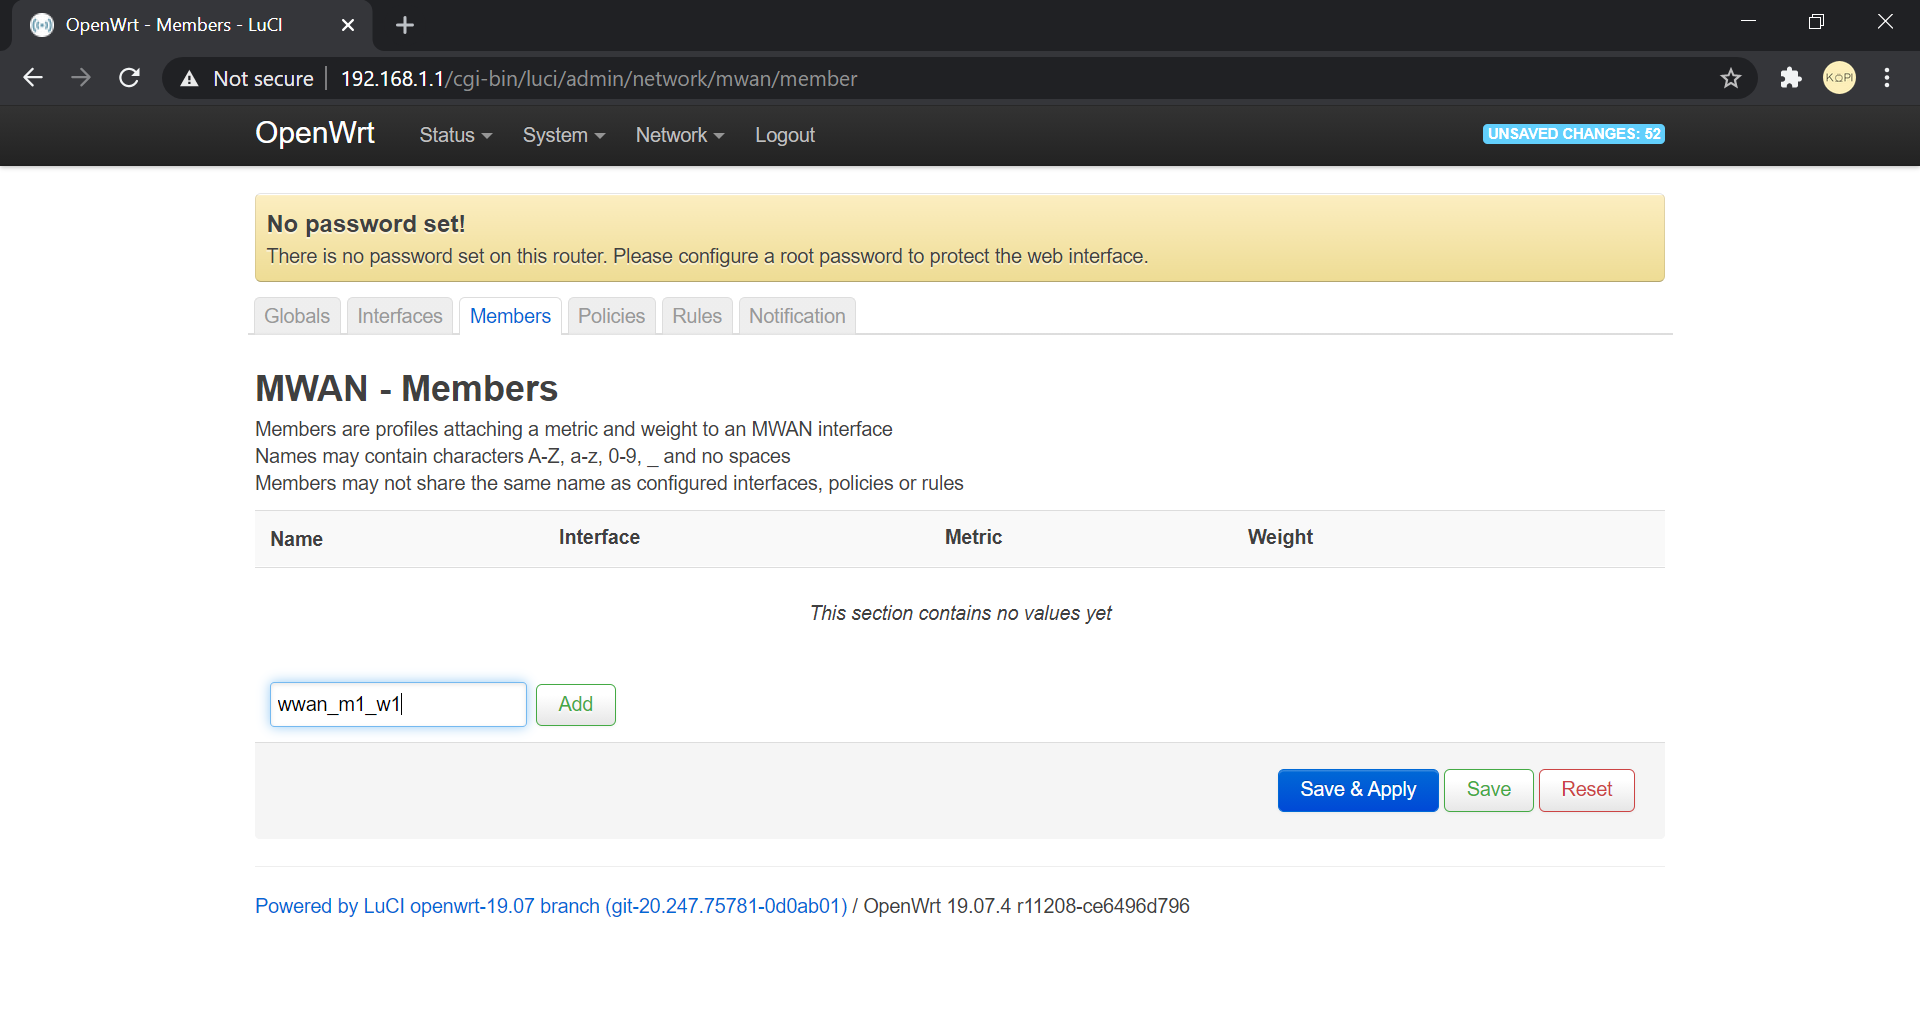 OpenWrt - Members - LuCI
Not secure 192.168.1.1/cgi-bin/luci/admin/network/mwan/member
KOPI
OpenWrt Status System Network Logout UNSAVED CHANGES: 52
No password set!
There is no password set on this router. Please configure a root password to protect the web interface.
Globals Interfaces Members Policies Rules Notification
MWAN - Members
Members are profiles attaching a metric and weight to an MWAN interface
Names may contain characters A-Z, a-z, 0-9, _ and no spaces
Members may not share the same name as configured interfaces, policies or rules
Name Interface Metric Weight
This section contains no values yet
wwan_m1_w1 Add
Save & Apply Save Reset
Powered by LuCI openwrt-19.07 branch (git-20.247.75781-0d0ab01) / OpenWrt 19.07.4 r11208-ce6496d796